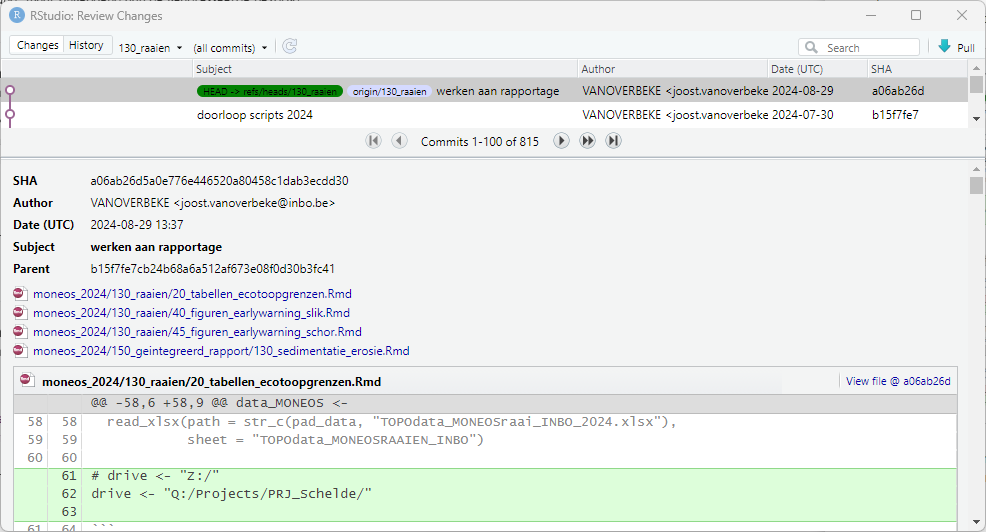 RStudio: Review Changes
Changes History 130_raaien (all commits) Search Pull
Subject Author Date (UTC) SHA
HEAD -> refs/heads/130_raaien origin/130_raaien werken aan rapportage VANOVERBEKE <joost.vanoverbeke 2024-08-29 a06ab26d
doorloop scripts 2024 VANOVERBEKE <joost.vanoverbeke 2024-07-30 b15f7fe7
Commits 1-100 of 815
SHA a06ab26d5a0e776e446520a80458c1dab3ecdd30
Author VANOVERBEKE <joost.vanoverbeke@inbo.be>
Date (UTC) 2024-08-29 13:37
Subject werken aan rapportage
Parent b15f7fe7cb24b68a6a512af673e08f0d30b3fc41
moneos_2024/130_raaien/20_tabellen_ecotoopgrenzen.Rmd
moneos_2024/130_raaien/40_figuren_earlywarning_slik.Rmd
moneos_2024/130_raaien/45_figuren_earlywarning_schor.Rmd
moneos_2024/150_geintegreerd_rapport/130_sedimentatie_erosie.Rmd
moneos_2024/130_raaien/20_tabellen_ecotoopgrenzen.Rmd View file @ a06ab26d
@@ -58,6 +58,9 @@ data_MONEOS <-
58 58 read_xlsx(path = str_c(pad_data, "TOPOdata_MONEOSraai_INBO_2024.xlsx"),
59 59 sheet = "TOPOdata_MONEOSRAAIEN_INBO")
60 60
61 # drive <- "Z:/"
62 drive <- "Q:/Projects/PRJ_Schelde/"
63
61 64 ```